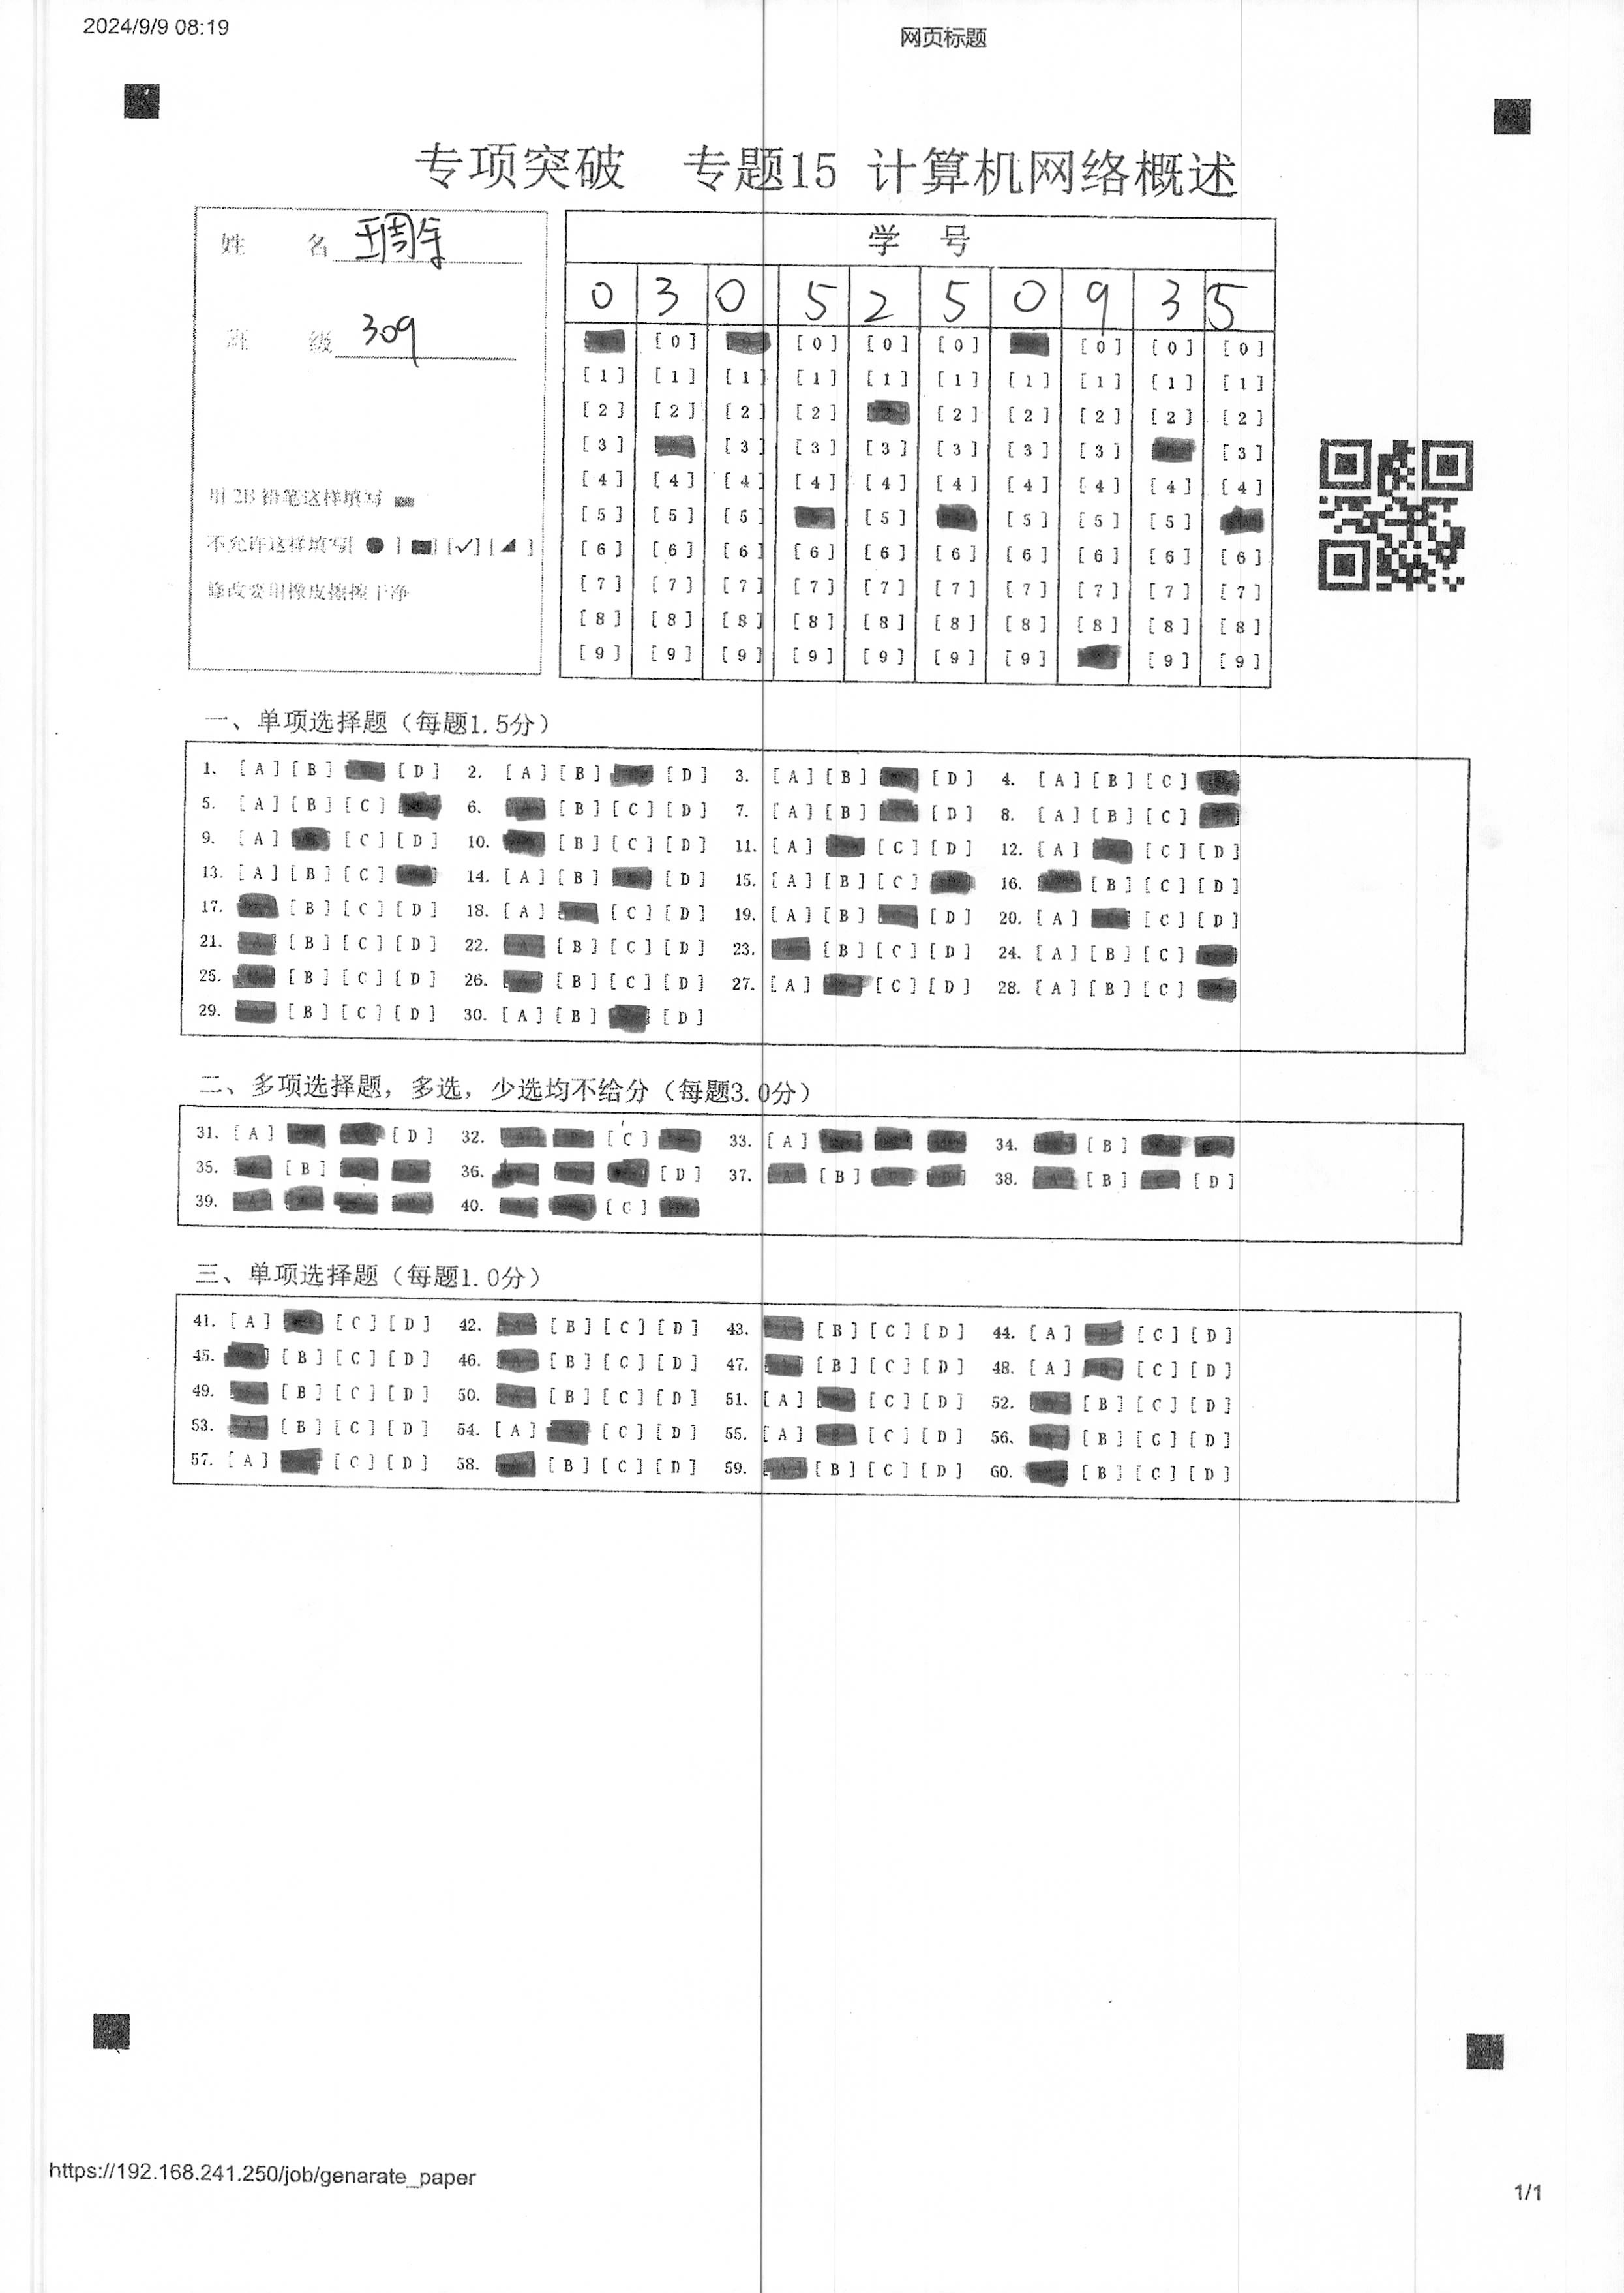 2024/9/9 08:19
网页标题
专项突破 专题15 计算机网络概述
姓 名
班 级 309
用 2B 铅笔这样填写
不允许这样填写[ ● ] [■] [✓] [◢]
修改要用橡皮擦擦干净
学 号
0 3 0 5 2 5 0 9 3 5
[0] [0] [0] [0] [0] [0] [0]
[1] [1] [1] [1] [1] [1] [1] [1] [1] [1]
[2] [2] [2] [2] [2] [2] [2] [2] [2]
[3] [3] [3] [3] [3] [3] [3] [3]
[4] [4] [4] [4] [4] [4] [4] [4] [4] [4]
[5] [5] [5] [5] [5] [5] [5]
[6] [6] [6] [6] [6] [6] [6] [6] [6] [6]
[7] [7] [7] [7] [7] [7] [7] [7] [7] [7]
[8] [8] [8] [8] [8] [8] [8] [8] [8] [8]
[9] [9] [9] [9] [9] [9] [9] [9] [9]
一、单项选择题（每题1.5分）
1. [A] [B] [D] 2. [A] [B] [D] 3. [A] [B] [D] 4. [A] [B] [C]
5. [A] [B] [C] 6. [B] [C] [D] 7. [A] [B] [D] 8. [A] [B] [C]
9. [A] [C] [D] 10. [B] [C] [D] 11. [A] [C] [D] 12. [A] [C] [D]
13. [A] [B] [C] 14. [A] [B] [D] 15. [A] [B] [C] 16. [B] [C] [D]
17. [B] [C] [D] 18. [A] [C] [D] 19. [A] [B] [D] 20. [A] [C] [D]
21. [B] [C] [D] 22. [B] [C] [D] 23. [B] [C] [D] 24. [A] [B] [C]
25. [B] [C] [D] 26. [B] [C] [D] 27. [A] [C] [D] 28. [A] [B] [C]
29. [B] [C] [D] 30. [A] [B] [D]
二、多项选择题，多选，少选均不给分（每题3.0分）
31. [A] [D] 32. [C] 33. [A] 34. [B]
35. [B] 36. [D] 37. [B] 38. [B] [D]
39. 40. [C]
三、单项选择题（每题1.0分）
41. [A] [C] [D] 42. [B] [C] [D] 43. [B] [C] [D] 44. [A] [C] [D]
45. [B] [C] [D] 46. [B] [C] [D] 47. [B] [C] [D] 48. [A] [C] [D]
49. [B] [C] [D] 50. [B] [C] [D] 51. [A] [C] [D] 52. [B] [C] [D]
53. [B] [C] [D] 54. [A] [C] [D] 55. [A] [C] [D] 56. [B] [C] [D]
57. [A] [C] [D] 58. [B] [C] [D] 59. [B] [C] [D] 60. [B] [C] [D]
https://192.168.241.250/job/genarate_paper
1/1